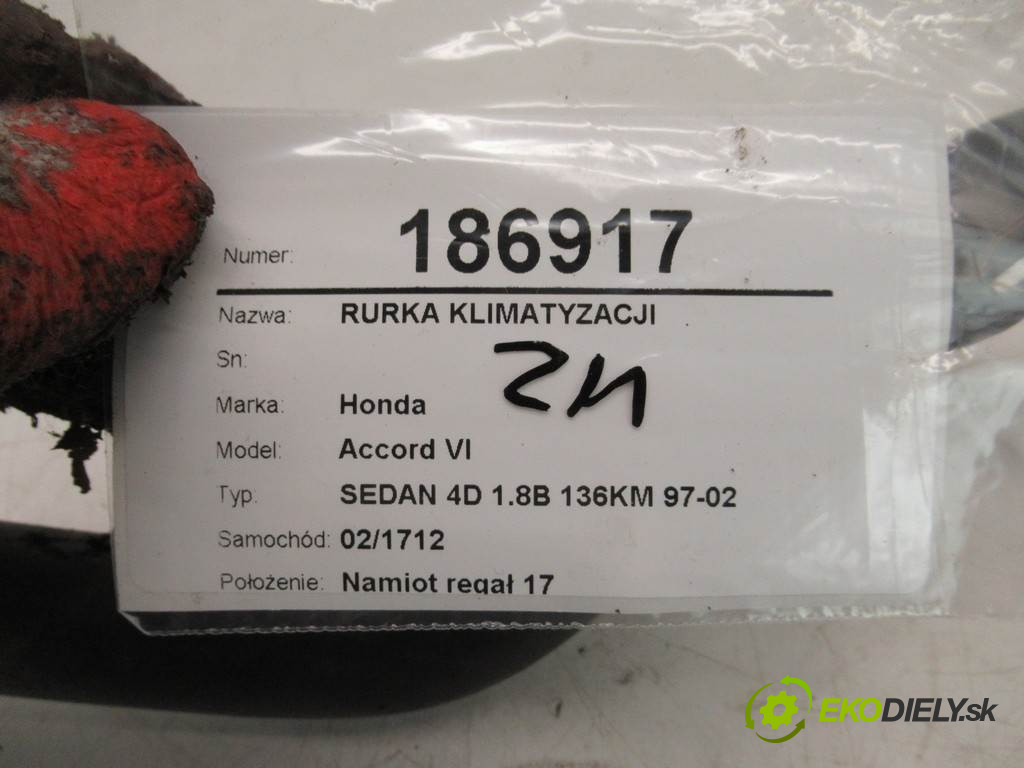 Numer: 186917
Nazwa: RURKA KLIMATYZACJI
Sn:
Marka: Honda
Model: Accord VI
Typ: SEDAN 4D 1.8B 136KM 97-02
Samochód: 02/1712
Położenie: Namiot regał 17
EKODIELY.sk